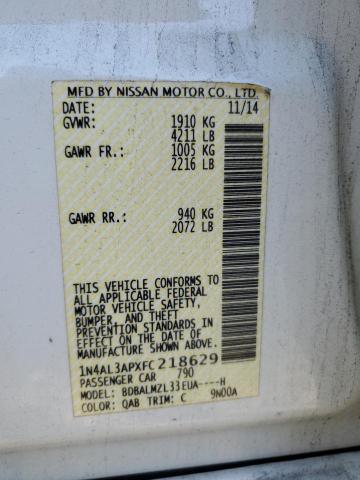 MFD BY NISSAN MOTOR CO., LTD.
DATE: 11/14
GVWR: 1910 KG
4211 LB
GAWR FR.: 1005 KG
2216 LB
GAWR RR.: 940 KG
2072 LB
THIS VEHICLE CONFORMS TO
ALL APPLICABLE FEDERAL
MOTOR VEHICLE SAFETY,
BUMPER, AND THEFT
PREVENTION STANDARDS
IN EFFECT ON THE
DATE OF MANUFACTURE
SHOWN ABOVE.
1N4AL3APXFC218629
PASSENGER CAR 790
MODEL: BDBALMZL33EUA----H
COLOR: QAB TRIM: C 9N00A